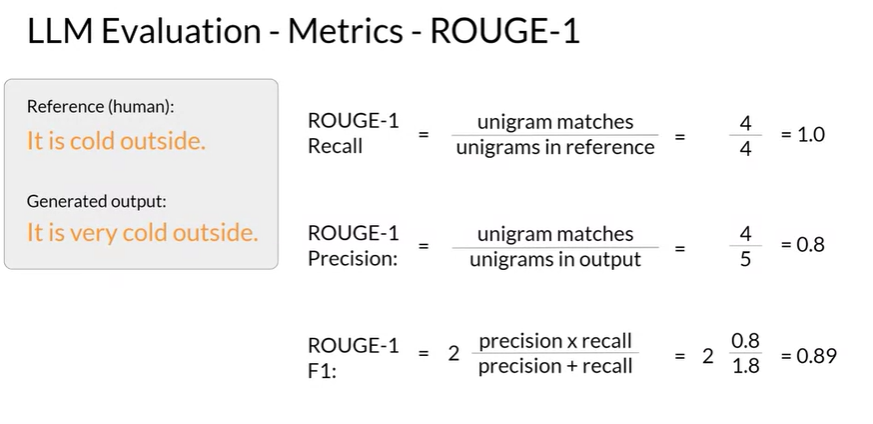 LLM Evaluation - Metrics - ROUGE-1
Reference (human):
It is cold outside.
Generated output:
It is very cold outside.
ROUGE-1
Recall
=
unigram matches
unigrams in reference
=
4
4
= 1.0
ROUGE-1
Precision:
=
unigram matches
unigrams in output
=
4
5
= 0.8
ROUGE-1
F1:
= 2
precision x recall
precision + recall
= 2
0.8
1.8
= 0.89